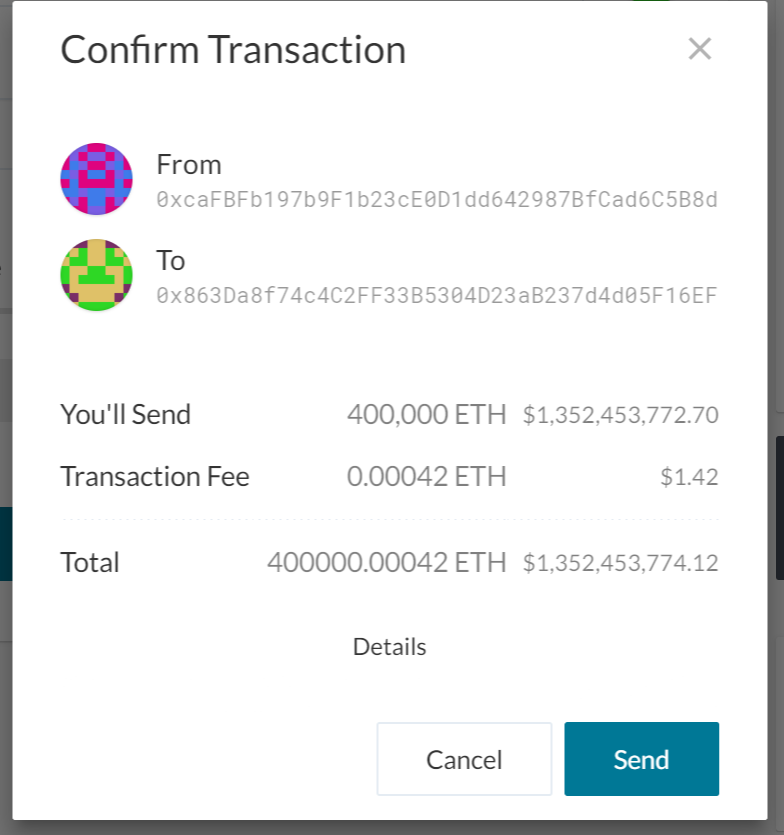 Confirm Transaction
From
0xcaFBFb197b9F1b23cE0D1dd642987BfCad6C5B8d
To
0x863Da8f74c4C2FF33B5304D23aB237d4d05F16EF
You'll Send 400,000 ETH $1,352,453,772.70
Transaction Fee 0.00042 ETH $1.42
Total 400000.00042 ETH $1,352,453,774.12
Details
Cancel Send